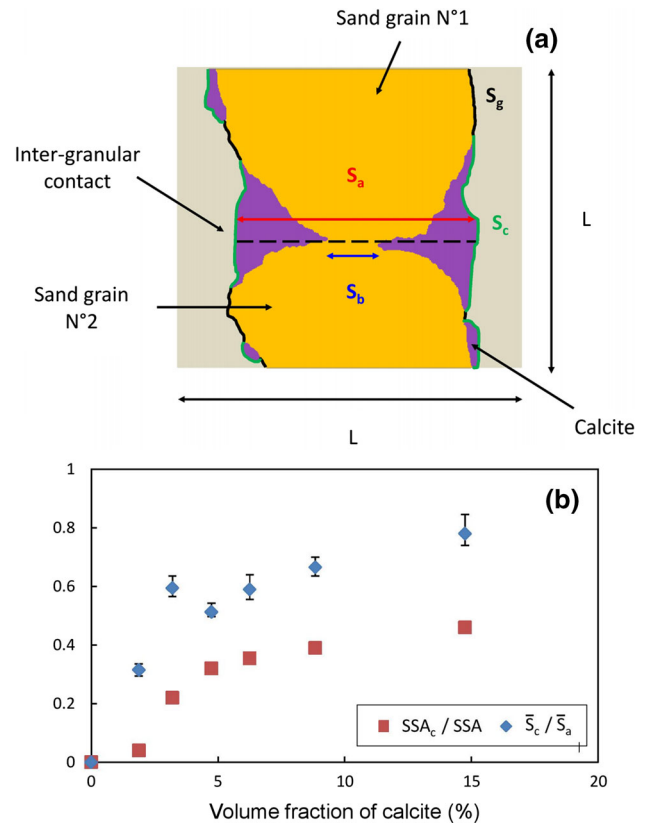 Sand grain N°1
(a)
S_g
Inter-granular
contact
S_a
S_c
L
Sand grain
N°2
S_b
Calcite
L
1
(b)
0.8
0.6
0.4
0.2
0
SSA_c / SSA
S̄_c / S̄_a
0
5
10
15
20
Volume fraction of calcite (%)